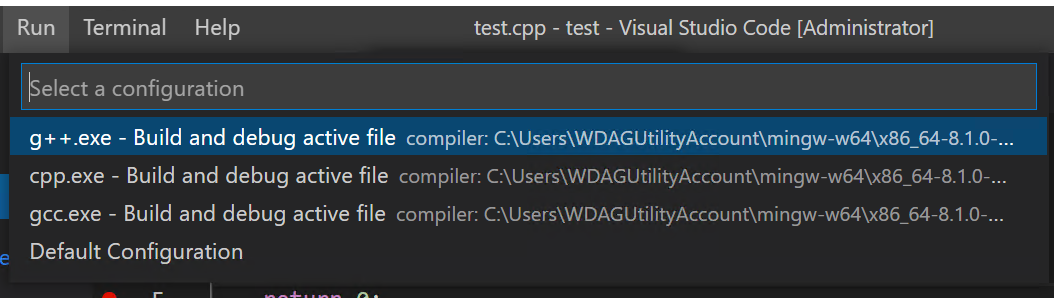 Run Terminal Help test.cpp - test - Visual Studio Code [Administrator]
Select a configuration
g++.exe - Build and debug active file compiler: C:\Users\WDAGUtilityAccount\mingw-w64\x86_64-8.1.0-...
cpp.exe - Build and debug active file compiler: C:\Users\WDAGUtilityAccount\mingw-w64\x86_64-8.1.0-...
gcc.exe - Build and debug active file compiler: C:\Users\WDAGUtilityAccount\mingw-w64\x86_64-8.1.0-...
Default Configuration
e
5 return 0;